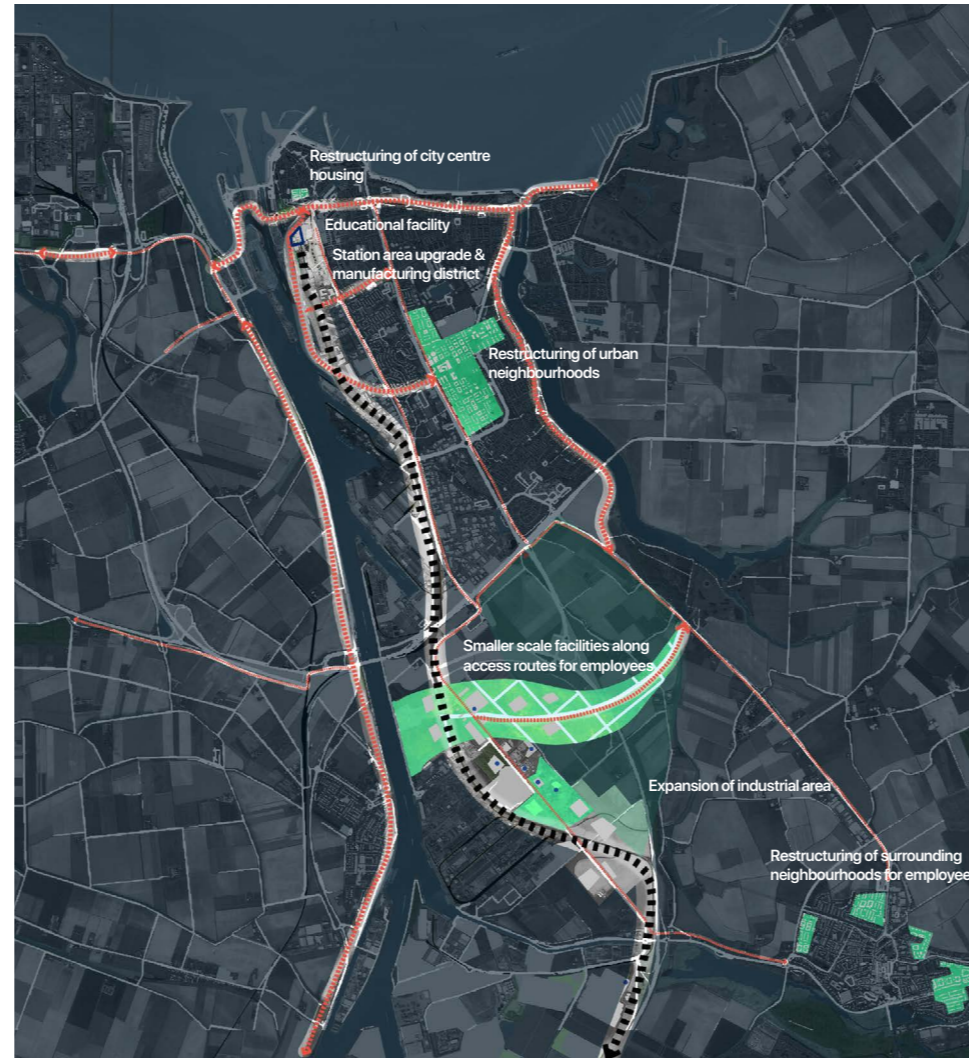 Restructuring of city centre
housing
Educational facility
Station area upgrade &
manufacturing district
Restructuring of urban
neighbourhoods
Smaller scale facilities along
access routes for employees
Expansion of industrial area
Restructuring of surrounding
neighbourhoods for employee